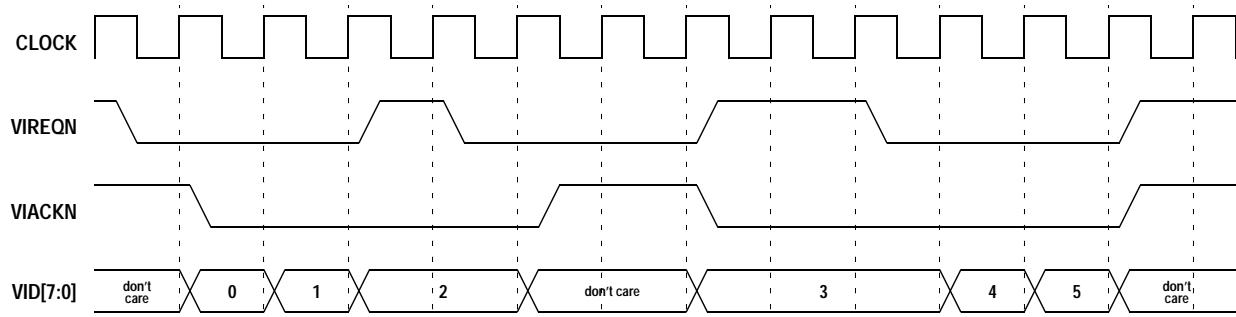 CLOCK
VIREQN
VIACKN
VID[7:0] don't care 0 1 2 don't care 3 4 5 don't care